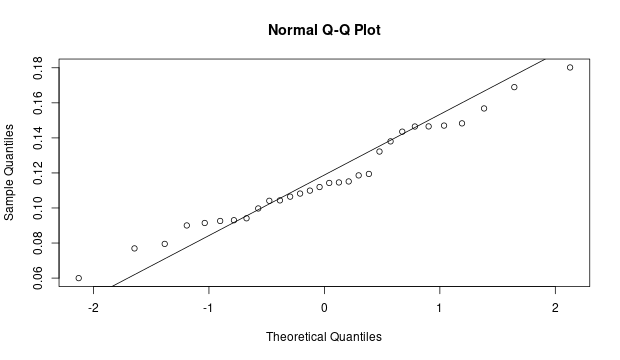 Normal Q-Q Plot
Sample Quantiles
0.18
0.16
0.14
0.12
0.10
0.08
0.06
-2 -1 0 1 2
Theoretical Quantiles